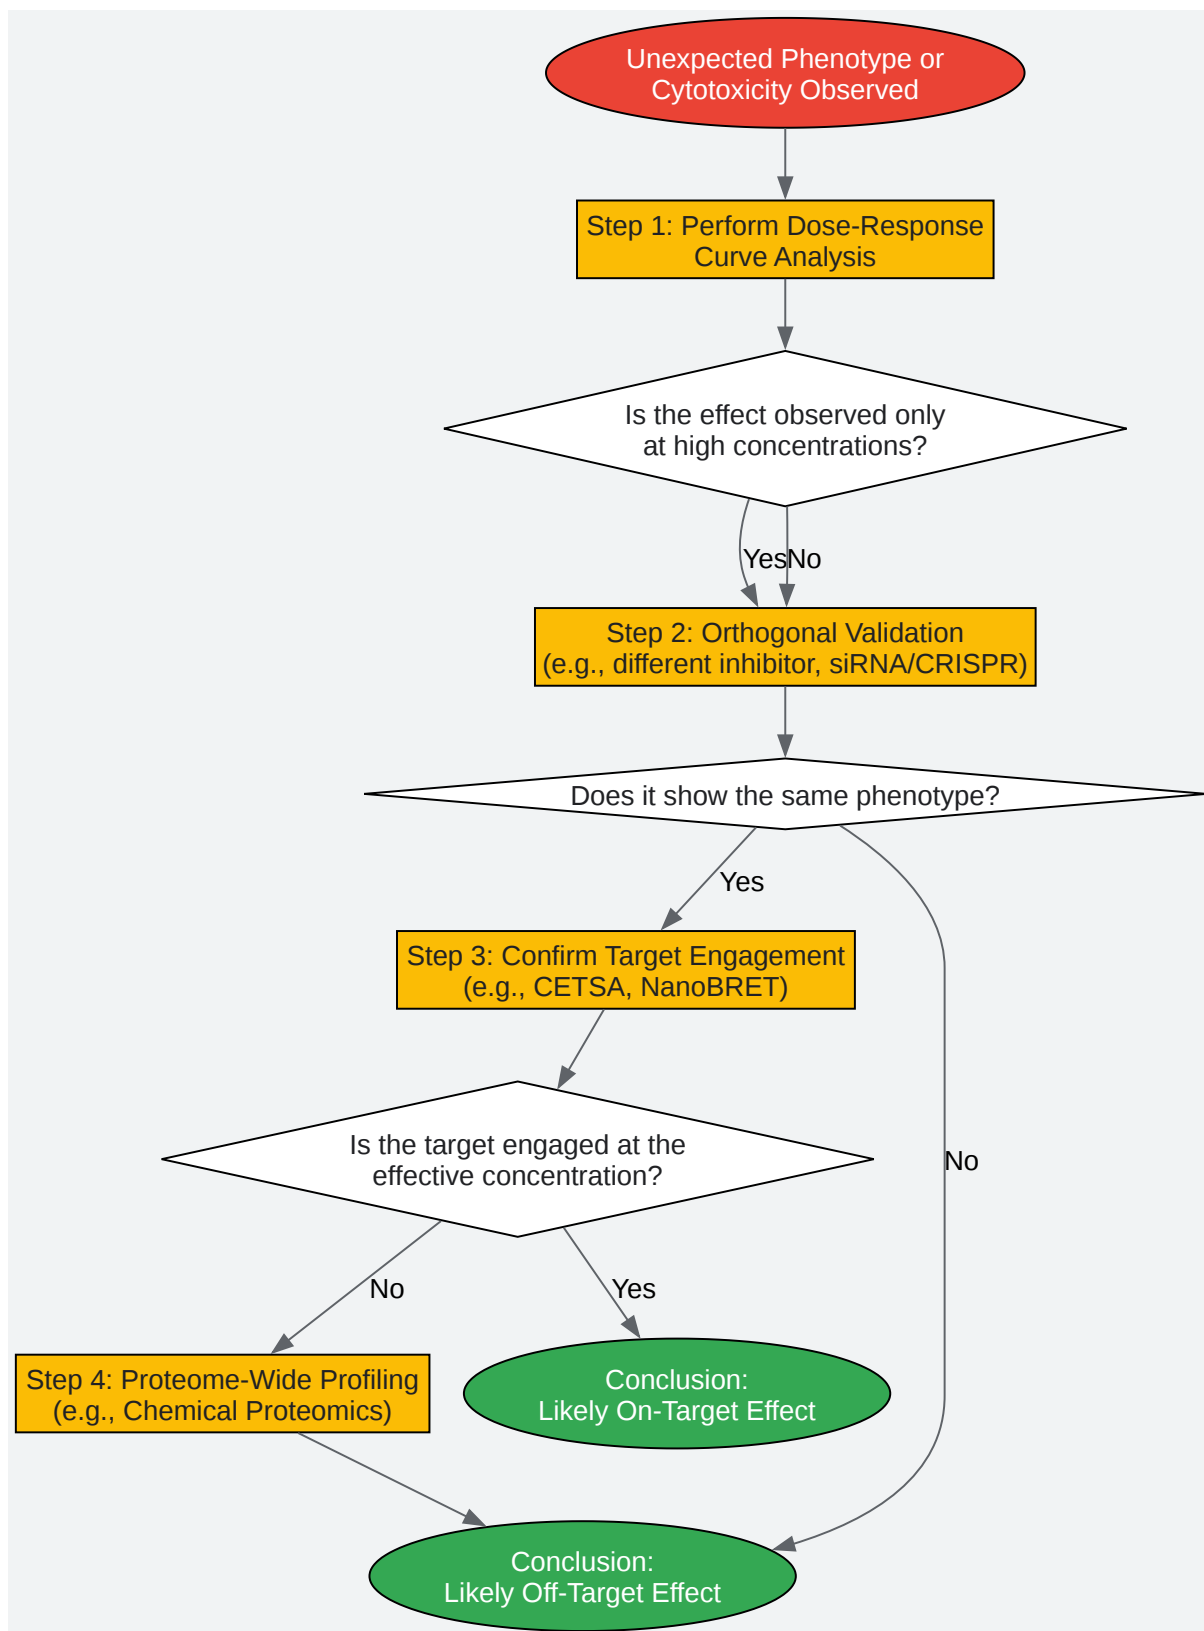 Unexpected Phenotype or
Cytotoxicity Observed
Step 1: Perform Dose-Response
Curve Analysis
Is the effect observed only
at high concentrations?
Yes
No
Step 2: Orthogonal Validation
(e.g., different inhibitor, siRNA/CRISPR)
Does it show the same phenotype?
Yes
Step 3: Confirm Target Engagement
(e.g., CETSA, NanoBRET)
Is the target engaged at the
effective concentration?
No
No
Yes
Step 4: Proteome-Wide Profiling
(e.g., Chemical Proteomics)
Conclusion:
Likely On-Target Effect
Conclusion:
Likely Off-Target Effect